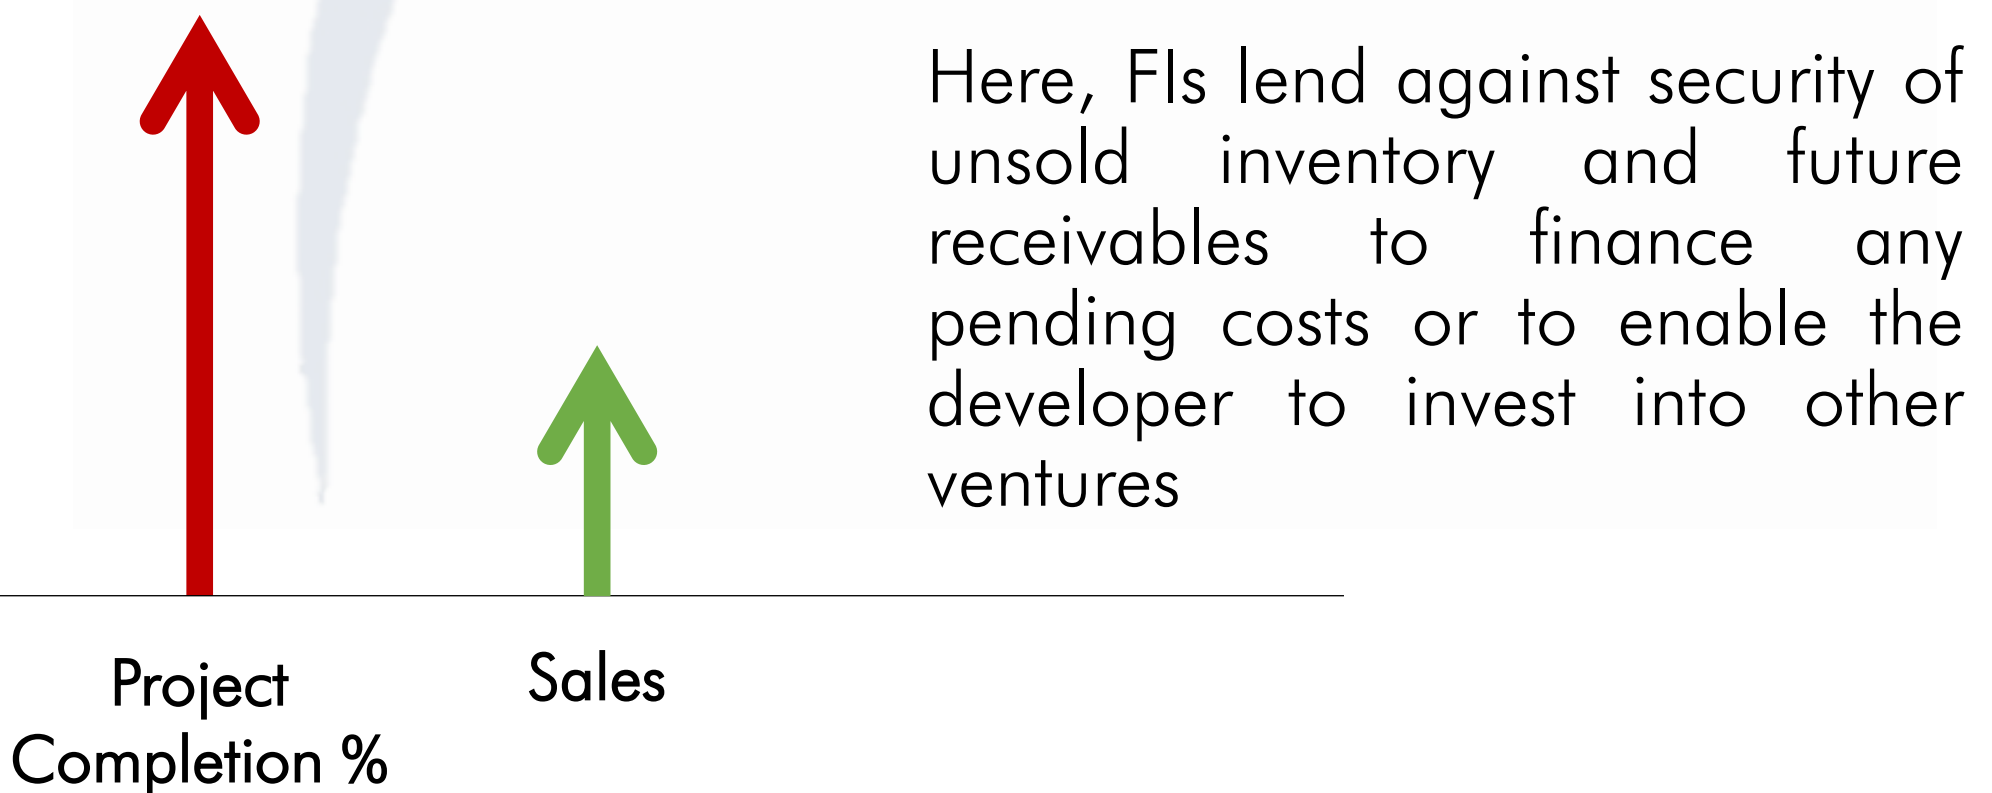 Here, FIs lend against security of
unsold inventory and future
receivables to finance any
pending costs or to enable the
developer to invest into other
ventures
Project
Completion %
Sales